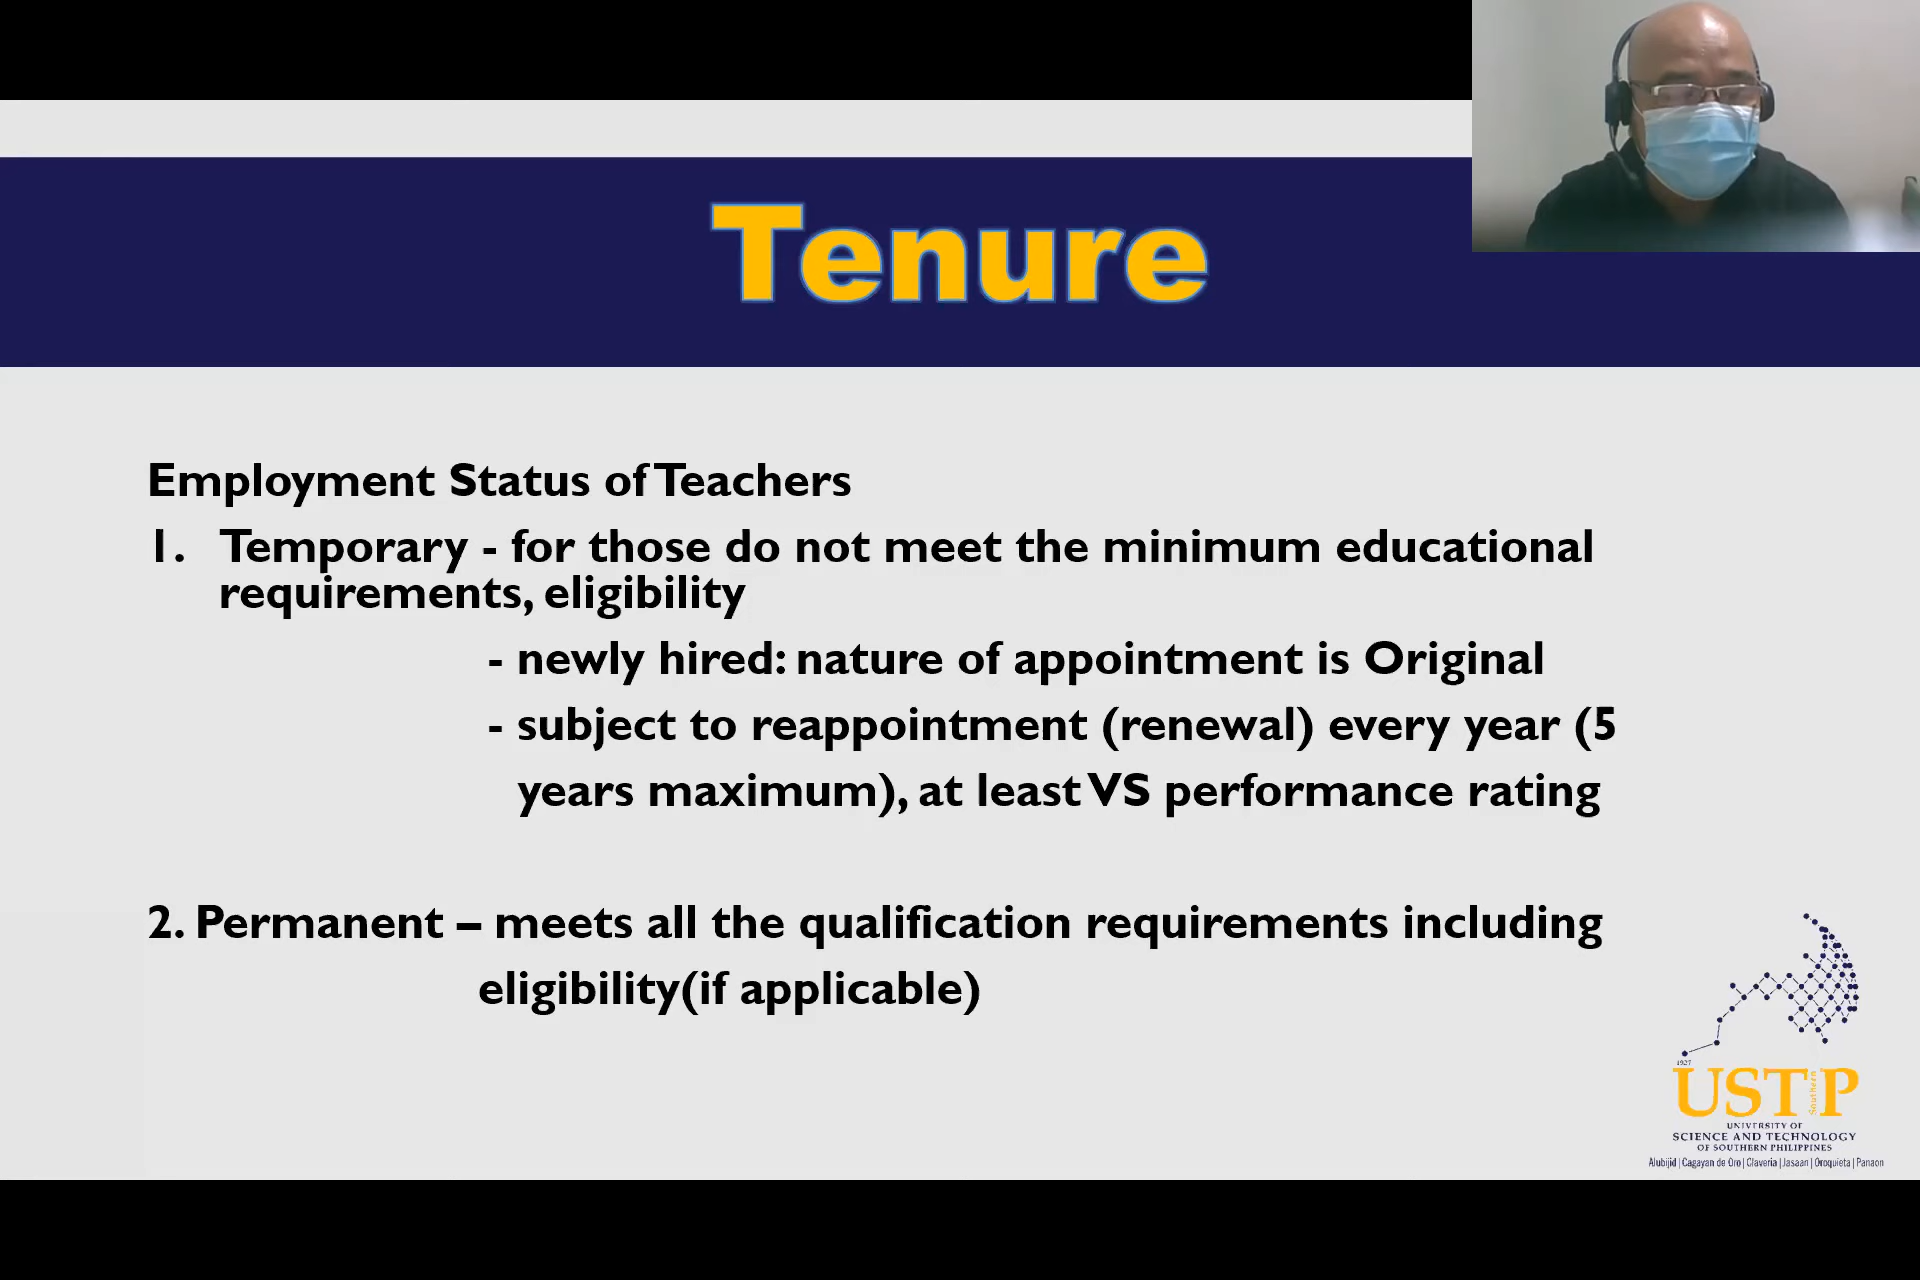 Tenure
Employment Status of Teachers
1. Temporary - for those do not meet the minimum educational
requirements, eligibility
- newly hired: nature of appointment is Original
- subject to reappointment (renewal) every year (5
years maximum), at least VS performance rating
2. Permanent – meets all the qualification requirements including
eligibility(if applicable)
1927
USTP
Southern
UNIVERSITY OF
SCIENCE AND TECHNOLOGY
OF SOUTHERN PHILIPPINES
Alubijid | Cagayan de Oro | Claveria | Jasaan | Oroquieta | Panaon